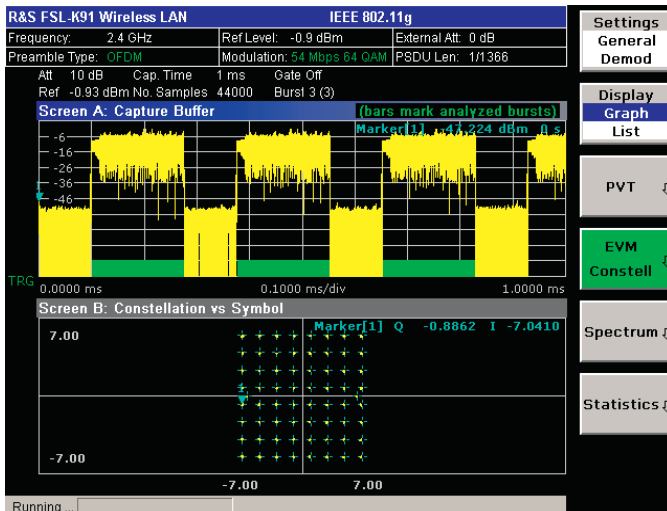 R&S FSL-K91 Wireless LAN IEEE 802.11g
Frequency: 2.4 GHz Ref Level: -0.9 dBm External Att: 0 dB
Preamble Type: OFDM Modulation: 54 Mbps 64 QAM PSDU Len: 1/1366
Att 10 dB Cap. Time 1 ms Gate Off
Ref -0.93 dBm No. Samples 44000 Burst 3 (3)
Screen A: Capture Buffer (bars mark analyzed bursts)
Marker[1] -47.224 dBm 0 s
-6
-16
-26
-36
-46
1
TRG
0.0000 ms 0.1000 ms/div 1.0000 ms
Screen B: Constellation vs Symbol
Marker[1] Q -0.8862 I -7.0410
7.00
1
-7.00
-7.00 7.00
Running ...
Settings
General
Demod
Display
Graph
List
PVT
EVM
Constell
Spectrum
Statistics